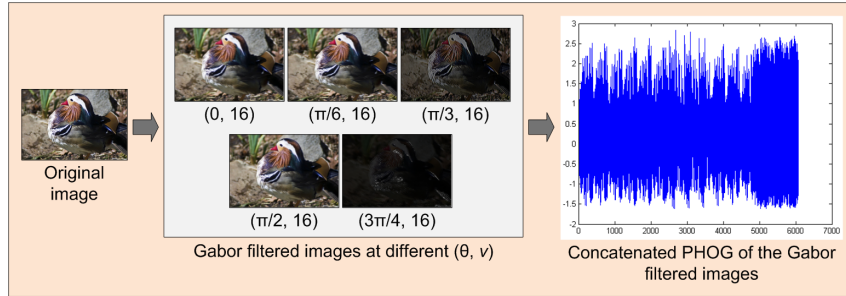 (0, 16)
(π/6, 16)
(π/3, 16)
Original
image
(π/2, 16)
(3π/4, 16)
Gabor filtered images at different (θ, v)
3
2.5
2
1.5
1
0.5
0
-0.5
-1
-1.5
-2
0
1000
2000
3000
4000
5000
6000
7000
Concatenated PHOG of the Gabor
filtered images